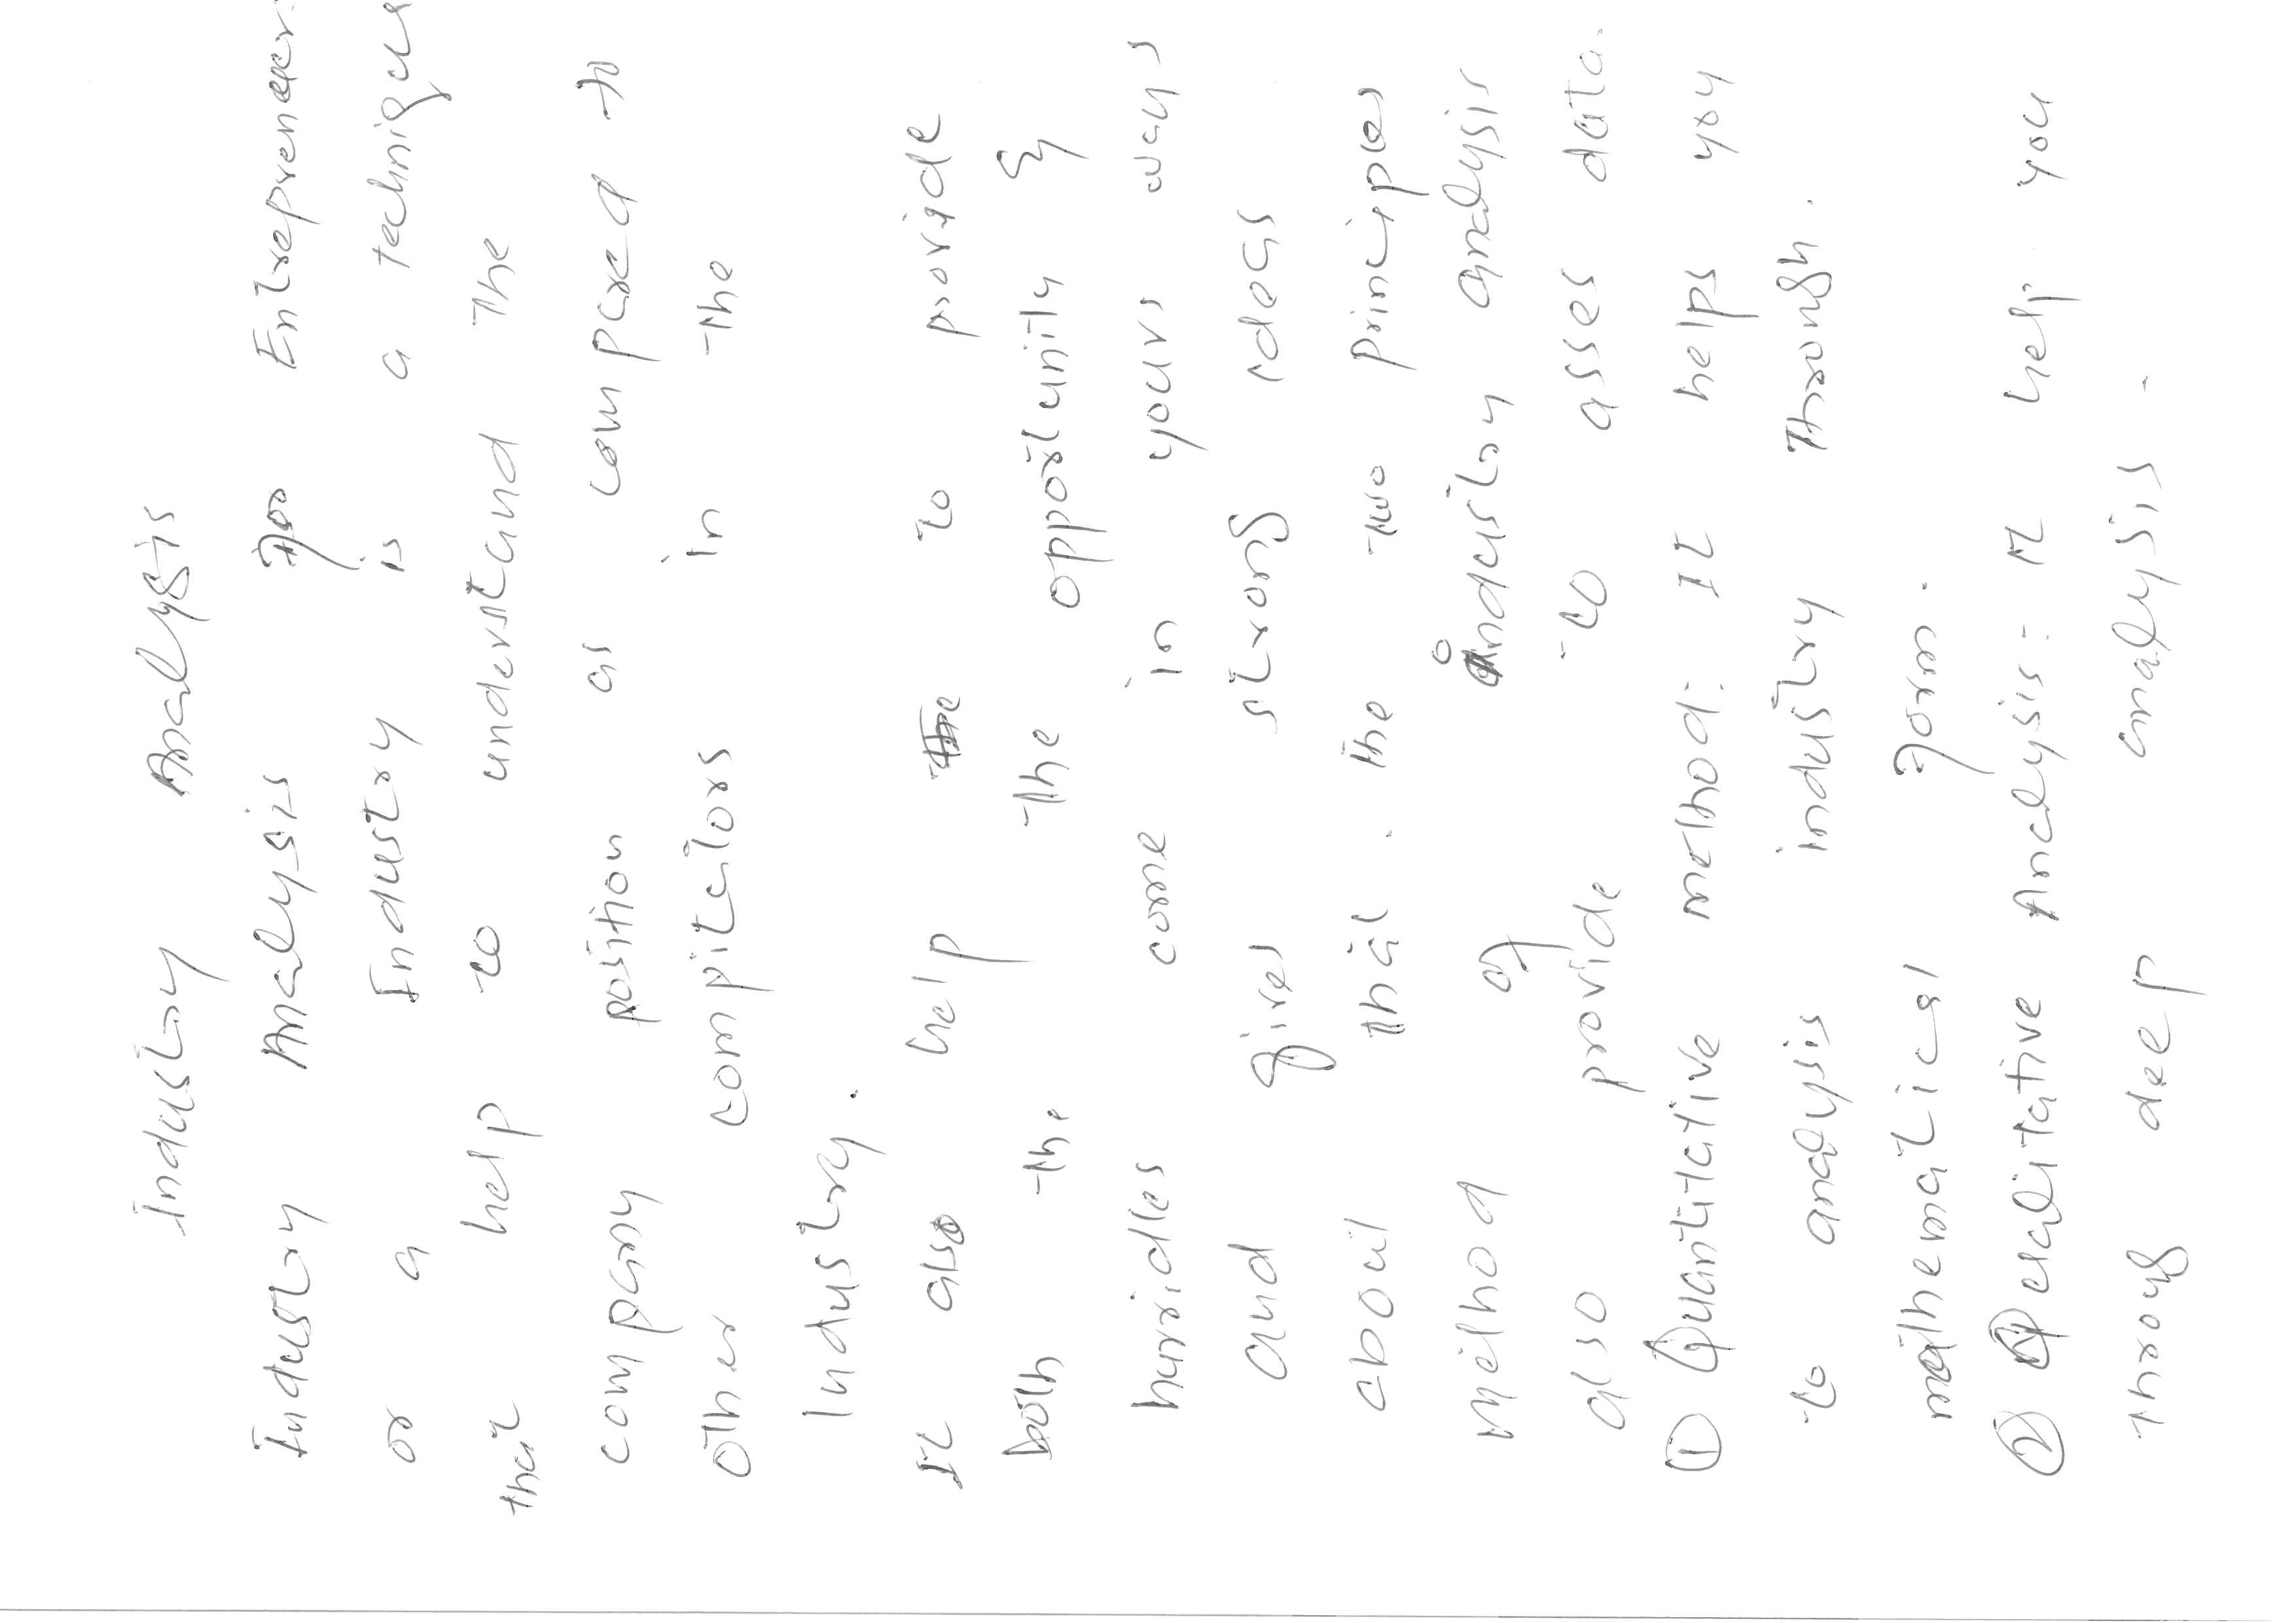 Industry Analysis
Industry Analysis for Entrepreneur
or a Industry is a technique
that help to understand the
company position as compared to
other compitators in the
Industry.
It also help to provide
both the the opportunity &
hurridles come in yours ways
and gives strong ideas
about that. The two principles
method of industry analysis
also provide to asses data.
① Quantitative method: It helps you
to analysis industry through.
mathematical form.
② Qualitative Analysis: It help you
throug deep analysis.